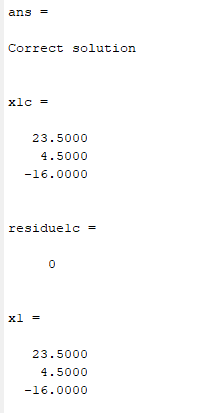 ans =
Correct solution
x1c =
23.5000
4.5000
-16.0000
residue1c =
0
x1 =
23.5000
4.5000
-16.0000